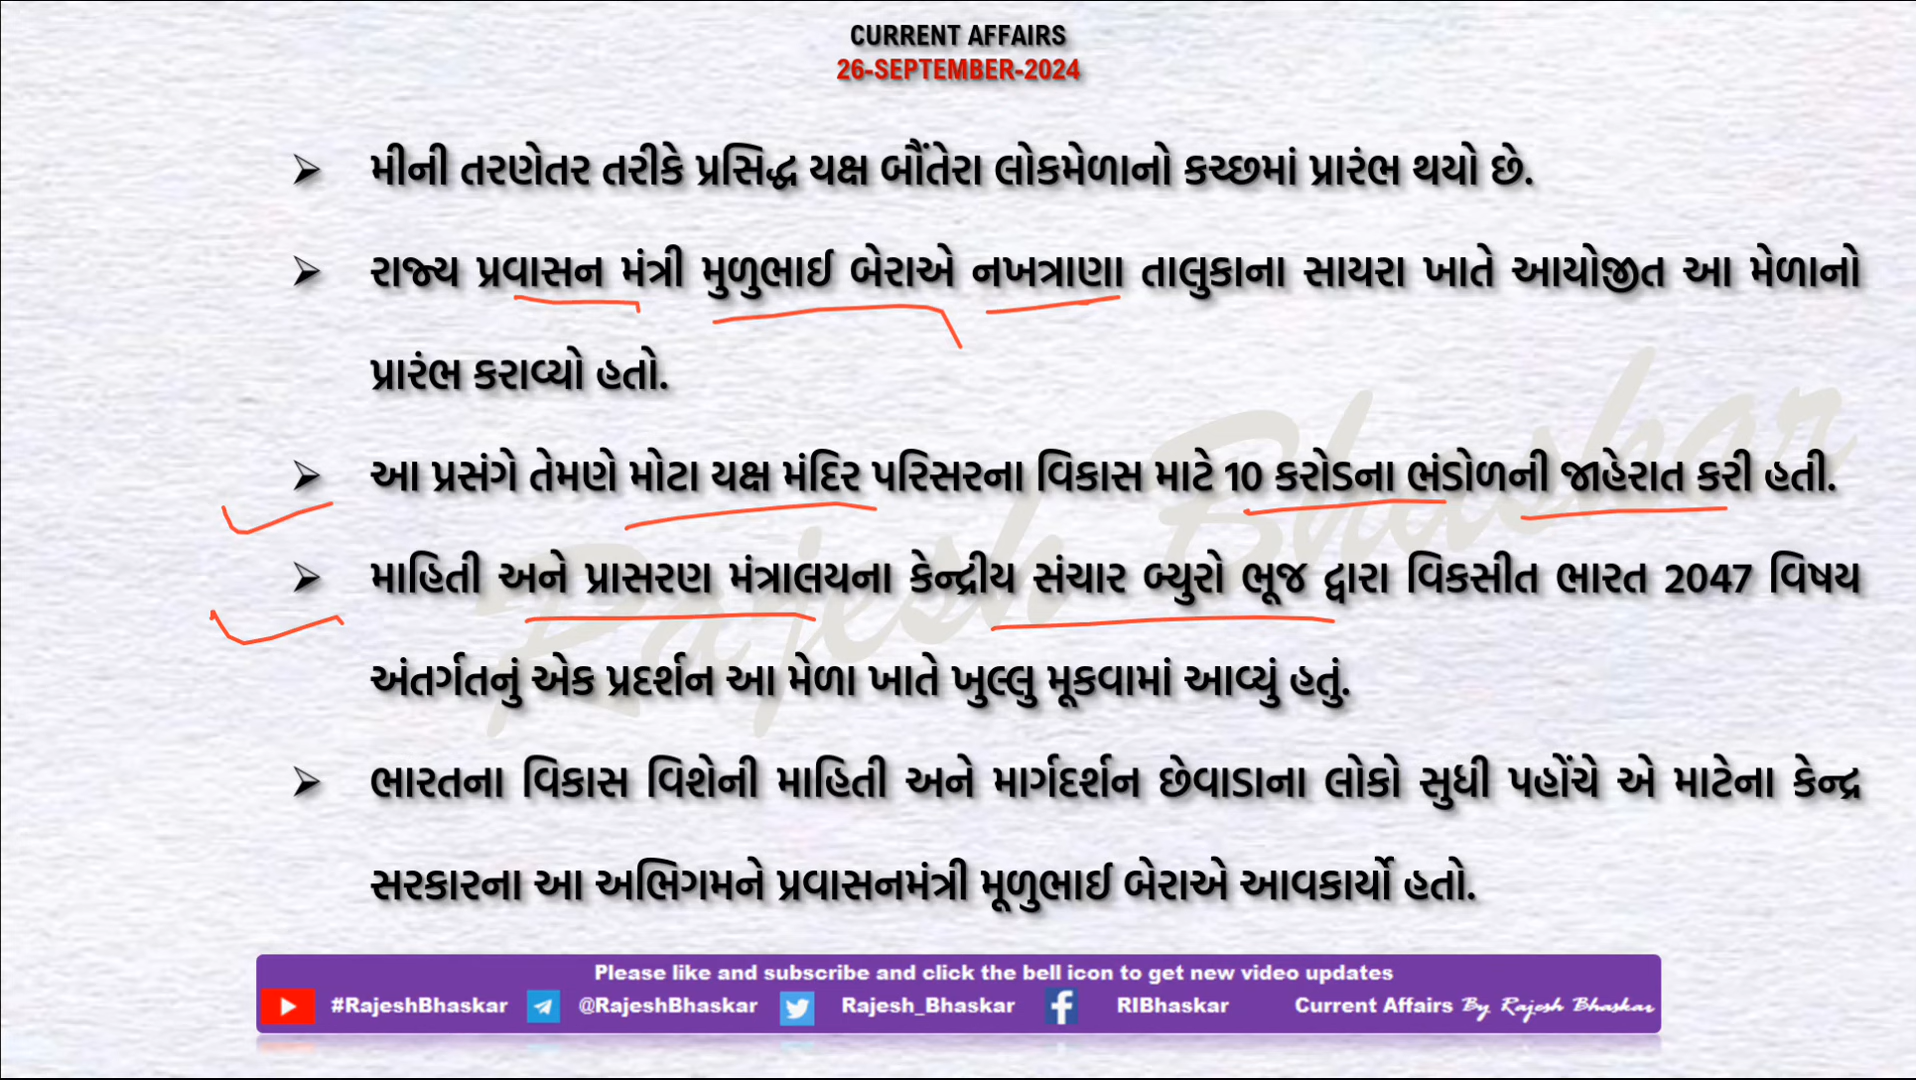 CURRENT AFFAIRS
26-SEPTEMBER-2024
➢ મીની તરણેતર તરીકે પ્રસિદ્ધ યક્ષ બૌંતેરા લોકમેળાનો કચ્છમાં પ્રારંભ થયો છે.
➢ રાજ્ય પ્રવાસન મંત્રી મુળુભાઈ બેરાએ નખત્રાણા તાલુકાના સાયરા ખાતે આયોજીત આ મેળાનો
પ્રારંભ કરાવ્યો હતો.
➢ આ પ્રસંગે તેમણે મોટા યક્ષ મંદિર પરિસરના વિકાસ માટે 10 કરોડના ભંડોળની જાહેરાત કરી હતી.
➢ માહિતી અને પ્રાસરણ મંત્રાલયના કેન્દ્રીય સંચાર બ્યુરો ભૂજ દ્વારા વિકસીત ભારત 2047 વિષય
અંતર્ગતનું એક પ્રદર્શન આ મેળા ખાતે ખુલ્લુ મૂકવામાં આવ્યું હતું.
➢ ભારતના વિકાસ વિશેની માહિતી અને માર્ગદર્શન છેવાડાના લોકો સુધી પહોંચે એ માટેના કેન્દ્ર
સરકારના આ અભિગમને પ્રવાસનમંત્રી મૂળુભાઈ બેરાએ આવકાર્યો હતો.
Rajesh Bhaskar
Please like and subscribe and click the bell icon to get new video updates
#RajeshBhaskar @RajeshBhaskar Rajesh_Bhaskar RIBhaskar Current Affairs By Rajesh Bhaskar